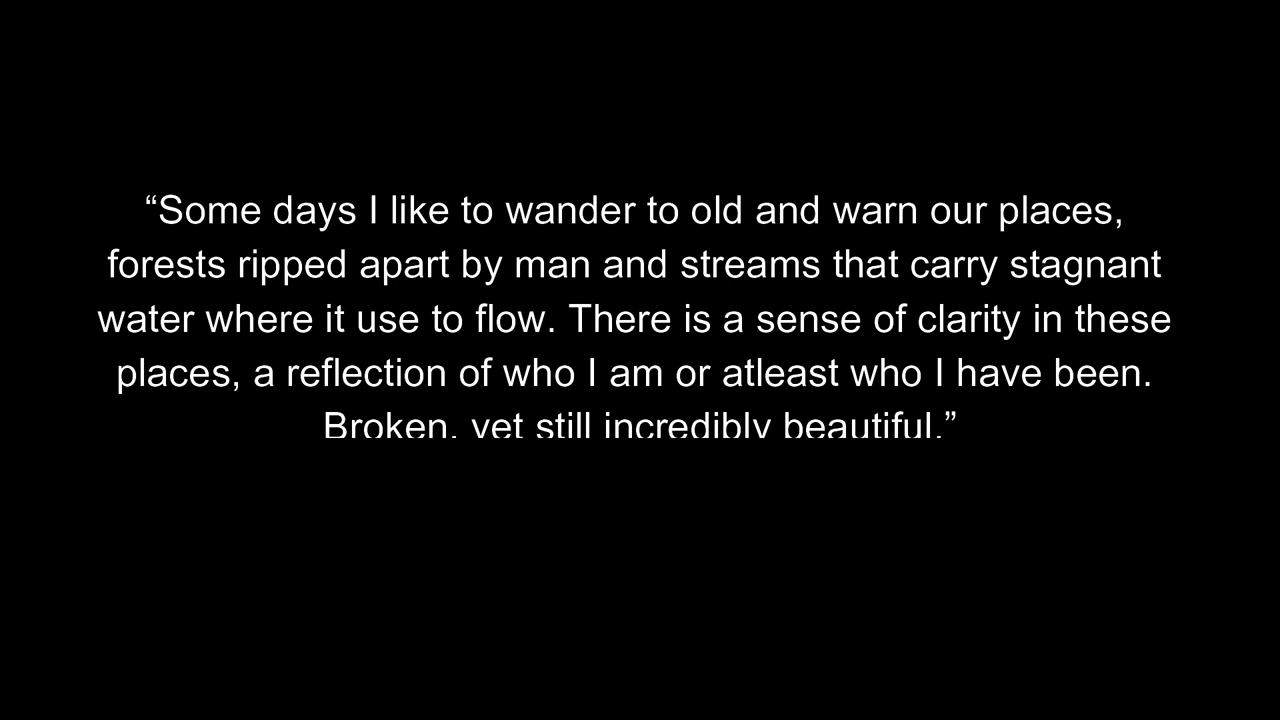 “Some days I like to wander to old and warn our places,
forests ripped apart by man and streams that carry stagnant
water where it use to flow. There is a sense of clarity in these
places, a reflection of who I am or atleast who I have been.
Broken, yet still incredibly beautiful.”